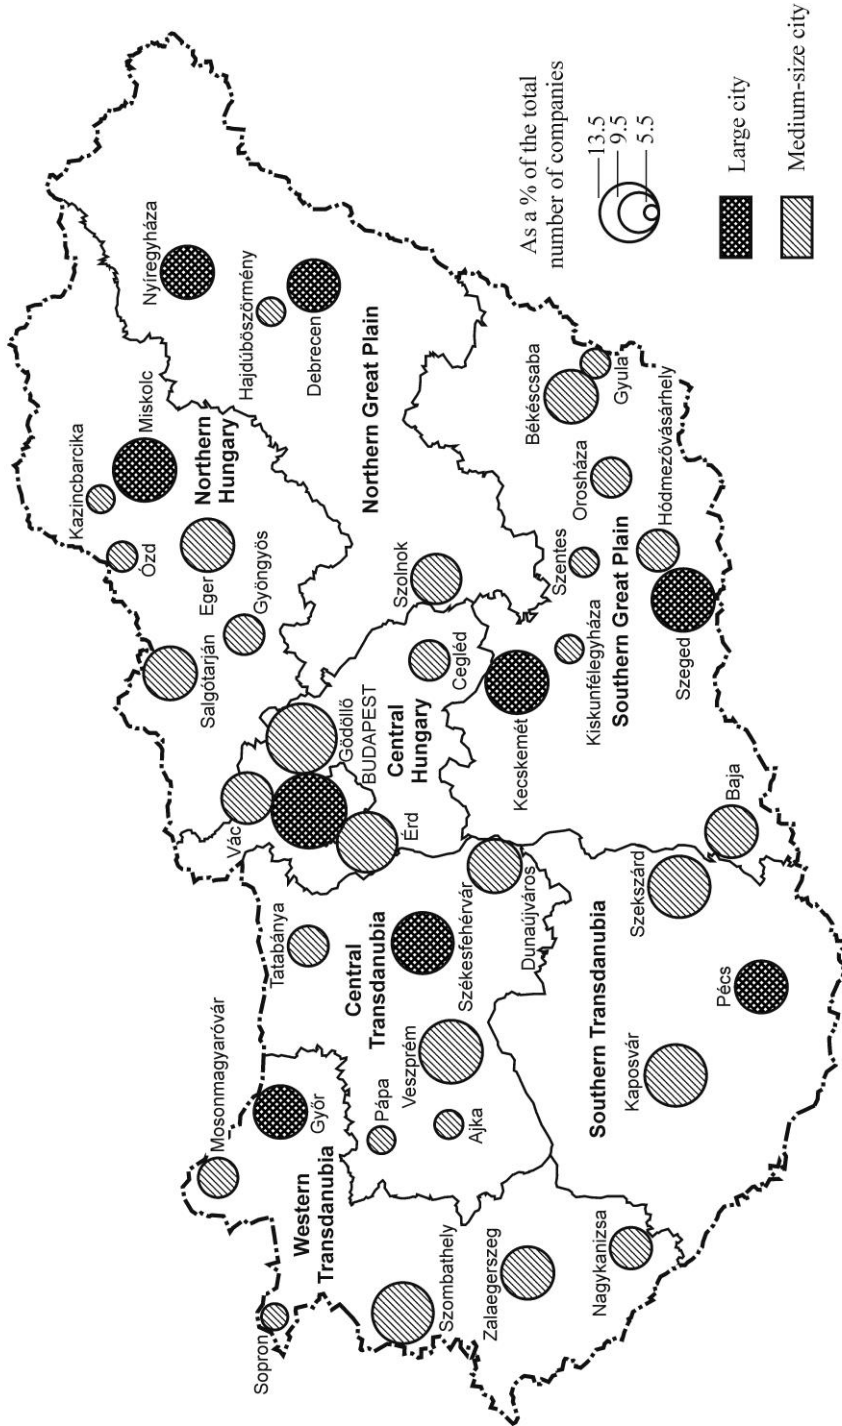 Nyíregyháza
Hajdúböszörmény
Debrecen
Kazincbarcika
Miskolc
Ózd
Northern
Hungary
Eger
Gyöngyös
Salgótarján
Northern Great Plain
Szolnok
Cegléd
Vác
Gödöllő
BUDAPEST
Central
Hungary
Érd
Békéscsaba
Gyula
Orosháza
Hódmezővásárhely
Szentes
Kiskunfélegyháza
Southern Great Plain
Szeged
Kecskemét
Baja
Tatabánya
Central
Transdanubia
Székesfehérvár
Dunaújváros
Veszprém
Pápa
Ajka
Mosonmagyaróvár
Győr
Western
Transdanubia
Sopron
Szombathely
Zalaegerszeg
Nagykanizsa
Szekszárd
Southern Transdanubia
Pécs
Kaposvár
As a % of the total
number of companies
13.5
9.5
5.5
Large city
Medium-size city